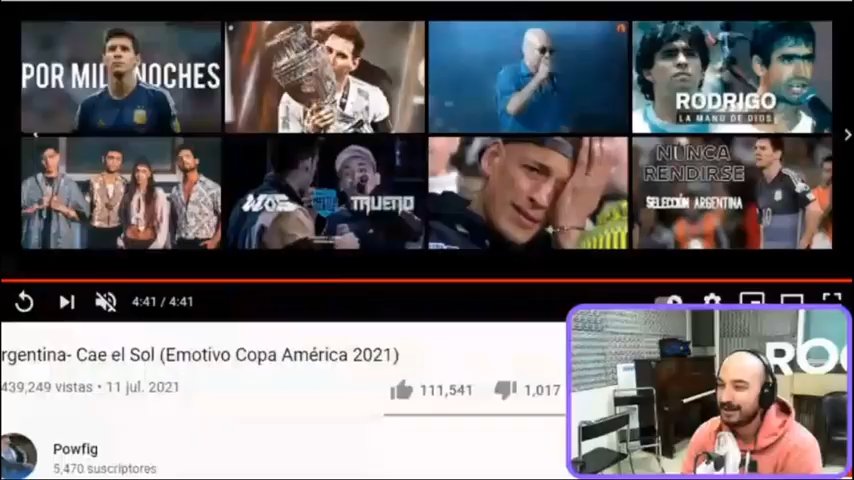 POR MIL NOCHES
RODRIGO
LA MANO DE DIOS
WOS
TRUENO
NUNCA
RENDIRSE
SELECCIÓN ARGENTINA
4:41 / 4:41
rgentina- Cae el Sol (Emotivo Copa América 2021)
439,249 vistas • 11 jul. 2021
111,541
1,017
ROC
Powfig
5,470 suscriptores